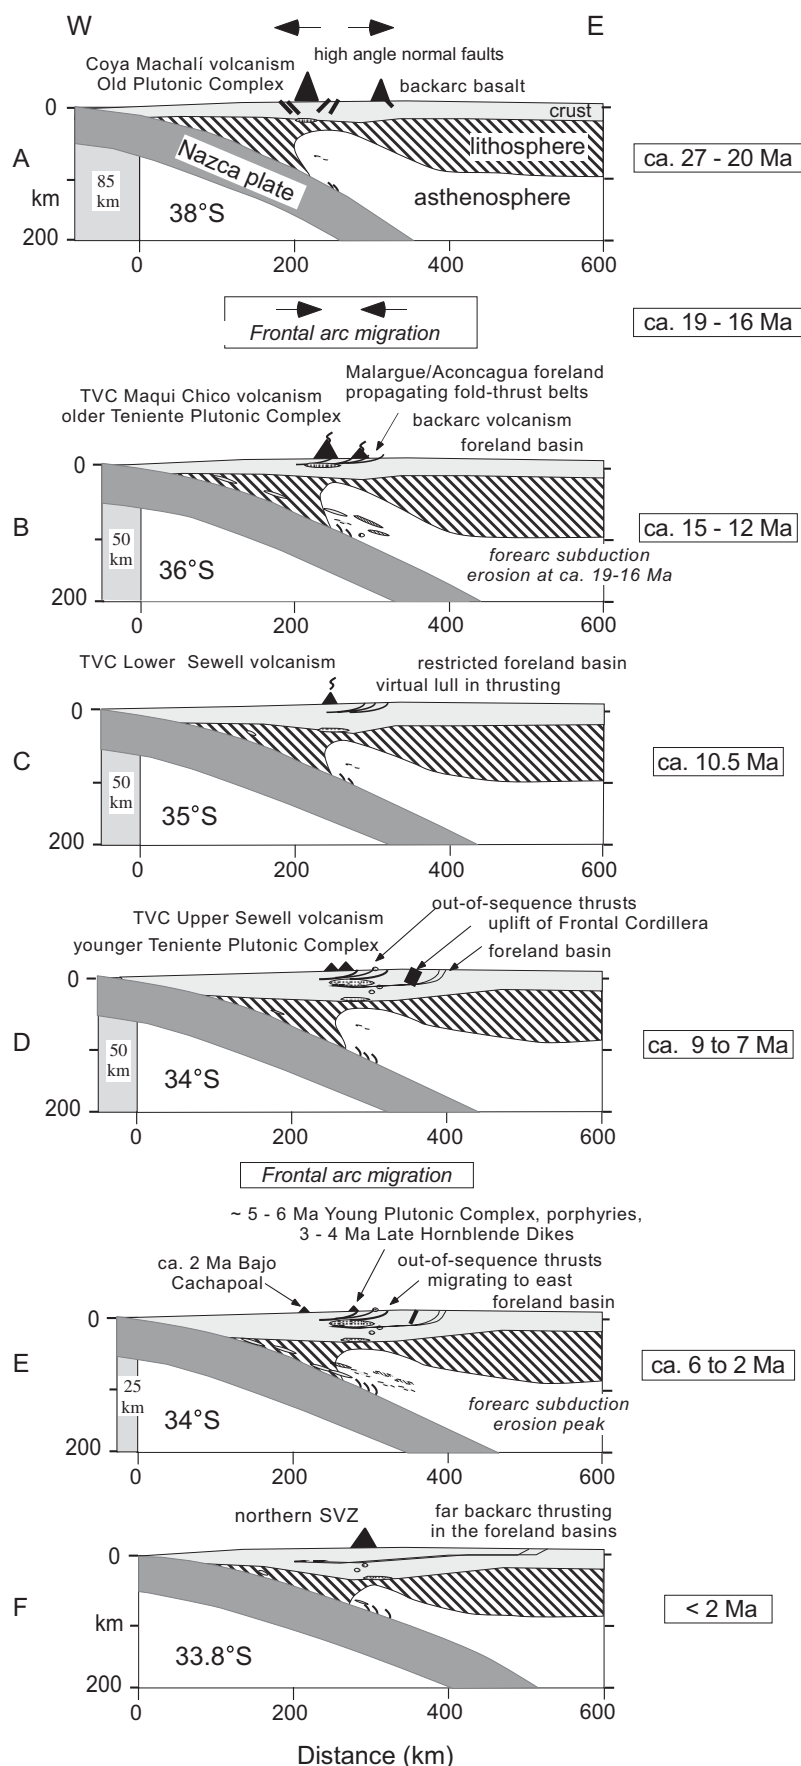 W
E
high angle normal faults
Coya Machalí volcanism
Old Plutonic Complex
backarc basalt
0
crust
A
Nazca plate
lithosphere
ca. 27 - 20 Ma
85
km
km
38°S
asthenosphere
200
0
200
400
600
Frontal arc migration
ca. 19 - 16 Ma
Malargue/Aconcagua foreland
propagating fold-thrust belts
TVC Maqui Chico volcanism
older Teniente Plutonic Complex
backarc volcanism
foreland basin
0
B
50
km
36°S
ca. 15 - 12 Ma
forearc subduction
erosion at ca. 19-16 Ma
200
0
200
400
600
TVC Lower Sewell volcanism
restricted foreland basin
virtual lull in thrusting
0
C
50
km
35°S
ca. 10.5 Ma
200
0
200
400
600
out-of-sequence thrusts
TVC Upper Sewell volcanism
uplift of Frontal Cordillera
younger Teniente Plutonic Complex
foreland basin
0
D
50
km
34°S
ca. 9 to 7 Ma
200
0
200
400
600
Frontal arc migration
~ 5 - 6 Ma Young Plutonic Complex, porphyries,
3 - 4 Ma Late Hornblende Dikes
ca. 2 Ma Bajo
Cachapoal
out-of-sequence thrusts
migrating to east
foreland basin
0
E
25
km
34°S
ca. 6 to 2 Ma
forearc subduction
erosion peak
200
0
200
400
600
northern SVZ
far backarc thrusting
in the foreland basins
0
F
km
33.8°S
< 2 Ma
200
0
200
400
600
Distance (km)